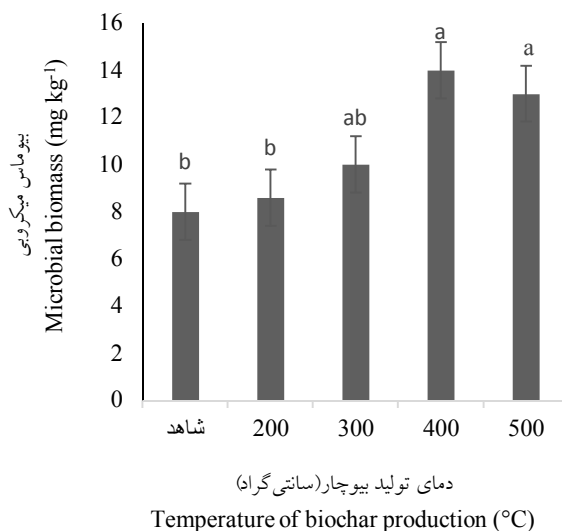 بیوماس میکروبی
Microbial biomass (mg kg-1)
16
14
12
10
8
6
4
2
0
b
b
ab
a
a
شاهد
200
300
400
500
دمای تولید بیوچار(سانتی‌گراد)
Temperature of biochar production (°C)